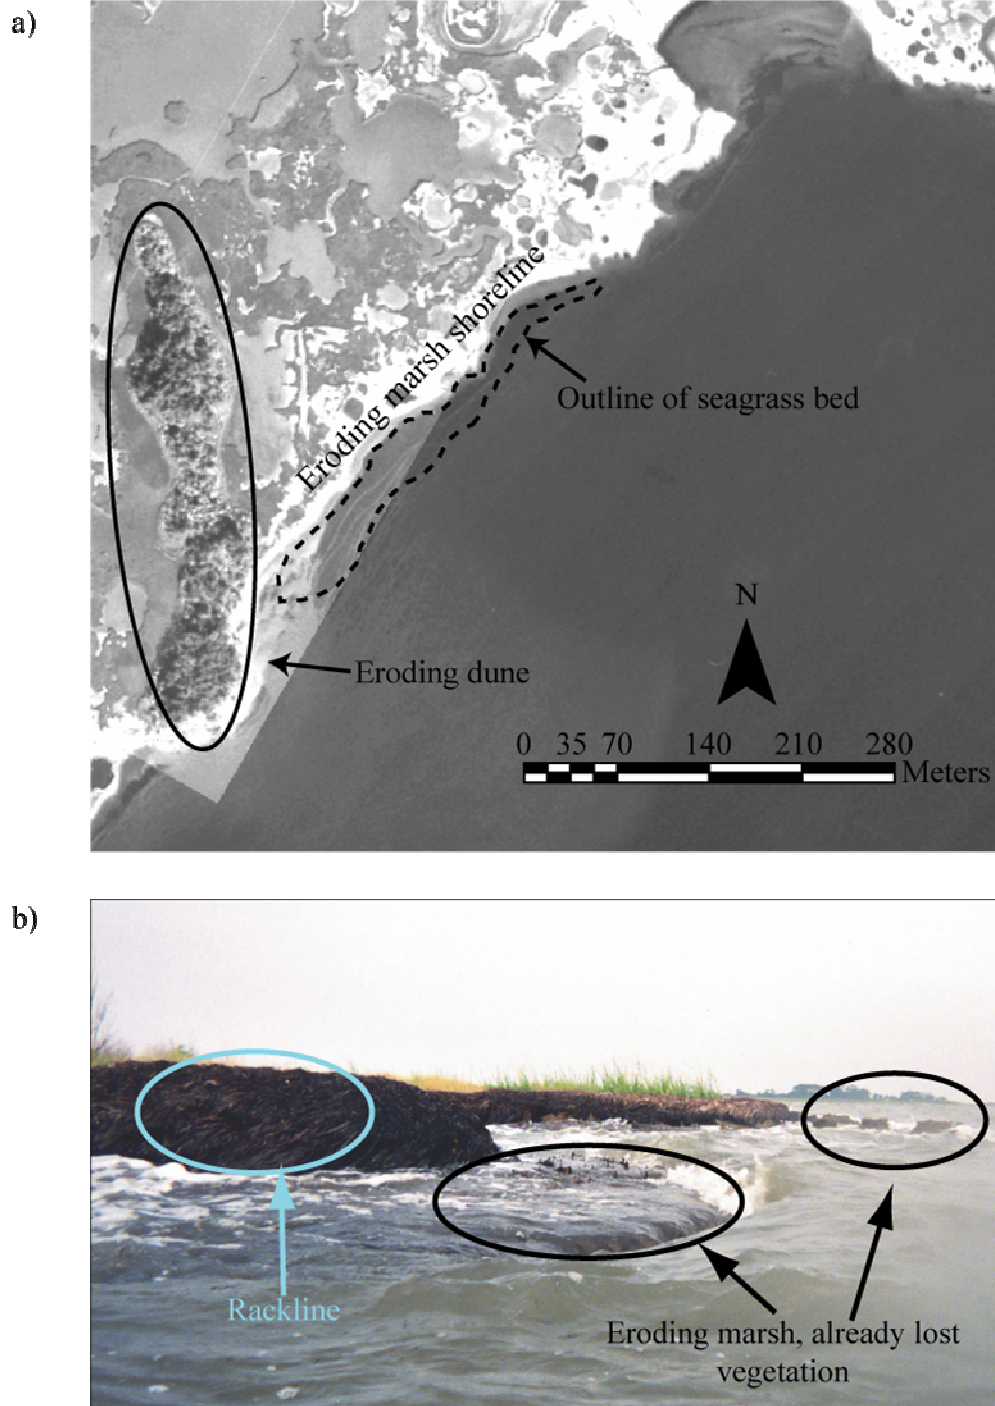 a)
Eroding marsh shoreline
Outline of seagrass bed
N
Eroding dune
0 35 70 140 210 280
Meters
b)
Rackline
Eroding marsh, already lost
vegetation